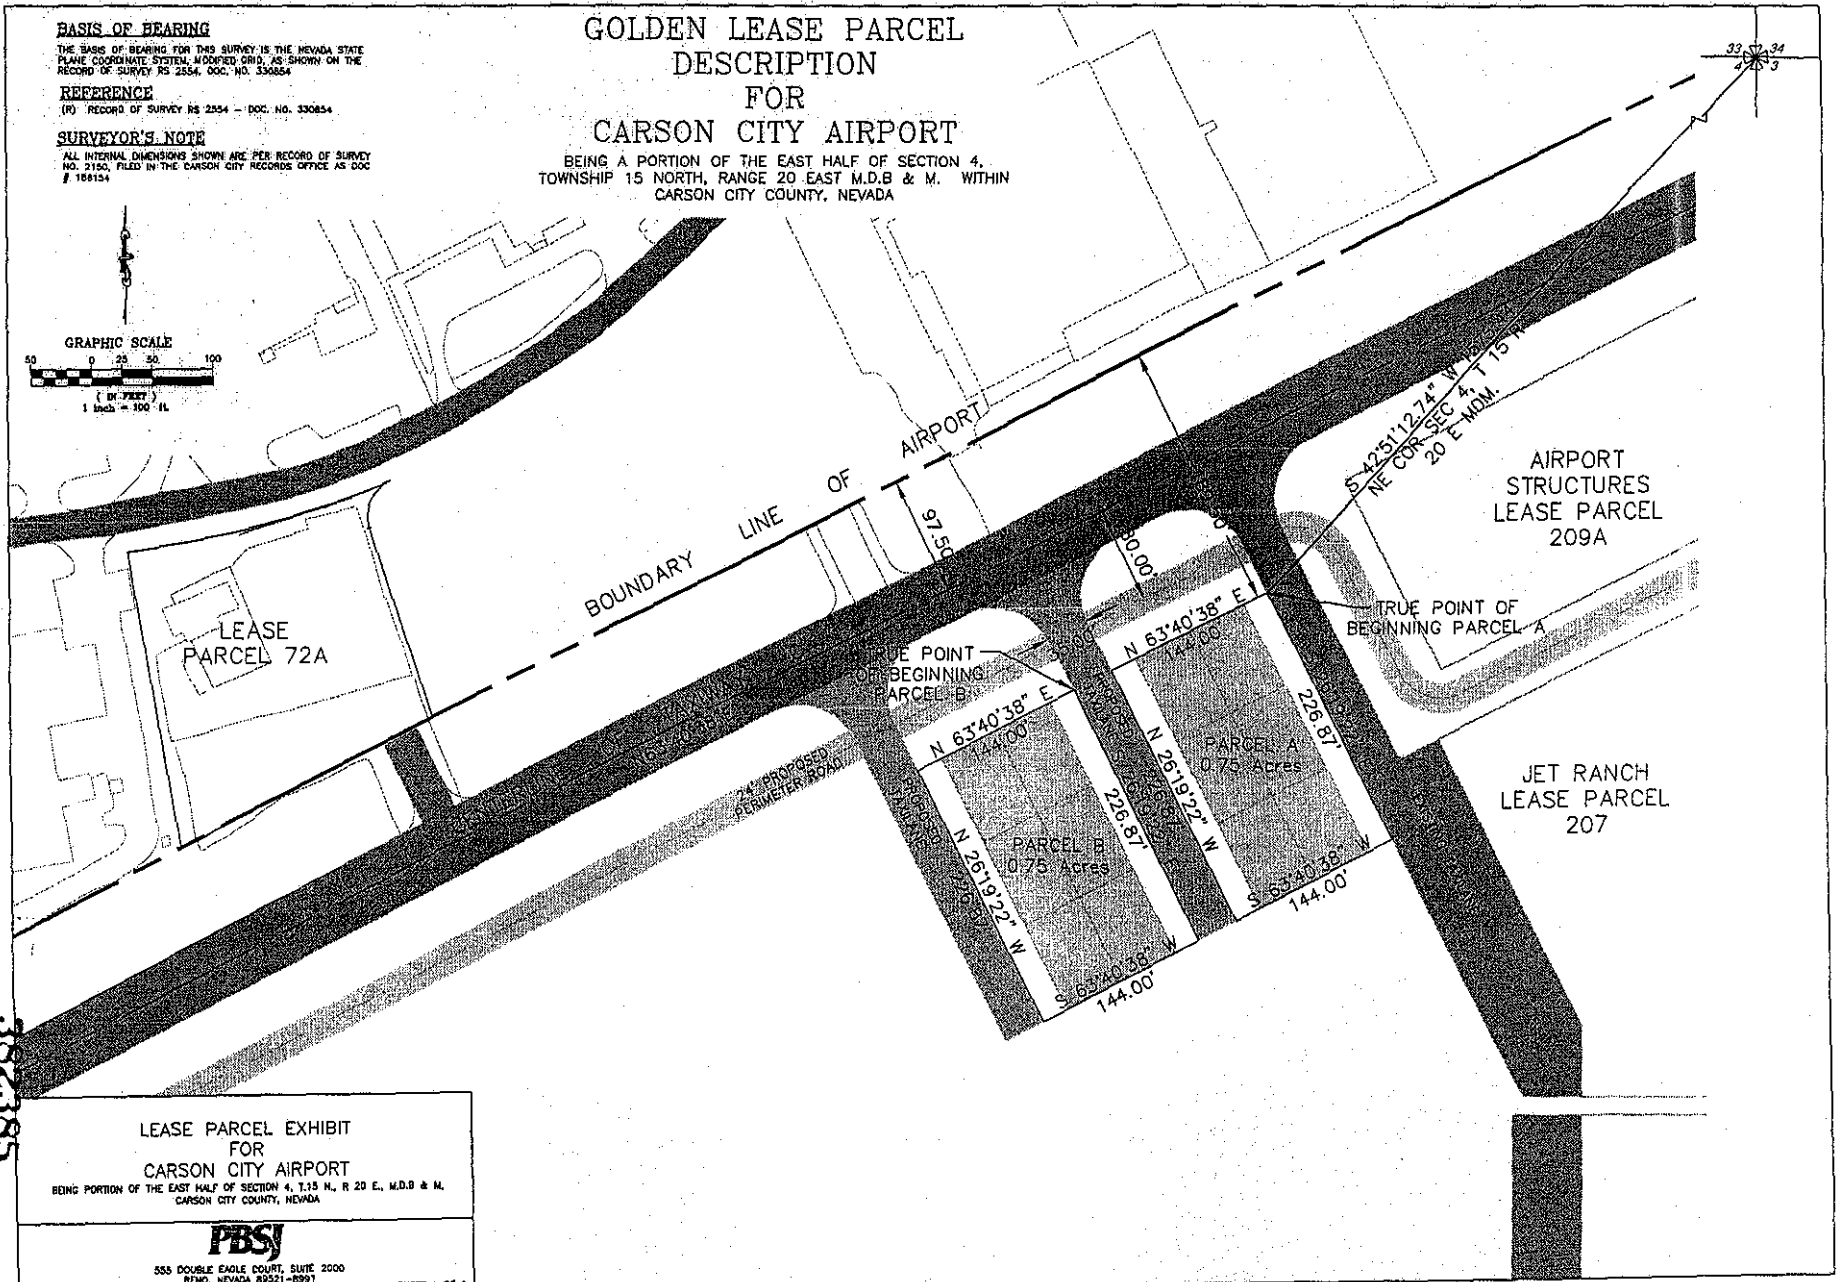 BASIS OF BEARING
THE BASIS OF BEARING FOR THIS SURVEY IS THE NEVADA STATE
PLANE COORDINATE SYSTEM, MODIFIED GRID, AS SHOWN ON THE
RECORD OF SURVEY RS 2554, DOC. NO. 330854
REFERENCE
(R) RECORD OF SURVEY RS 2554 - DOC. NO. 330854
SURVEYOR'S NOTE
ALL INTERNAL DIMENSIONS SHOWN ARE PER RECORD OF SURVEY
NO. 2150, FILED IN THE CARSON CITY RECORDS OFFICE AS DOC
# 188154
GOLDEN LEASE PARCEL
DESCRIPTION
FOR
CARSON CITY AIRPORT
BEING A PORTION OF THE EAST HALF OF SECTION 4,
TOWNSHIP 15 NORTH, RANGE 20 EAST M.D.B & M. WITHIN
CARSON CITY COUNTY, NEVADA
33 34
4 3
GRAPHIC SCALE
50 0 25 50 100
( IN FEET )
1 inch = 100 ft.
BOUNDARY LINE OF AIRPORT
97.50
30.00'
S 42°51'12.74" W
NE COR SEC 4, T 15
20 E MDM.
AIRPORT
STRUCTURES
LEASE PARCEL
209A
LEASE
PARCEL 72A
TRUE POINT OF
BEGINNING PARCEL A
TRUE POINT
OF BEGINNING
PARCEL B
N 63°40'38" E
144.00'
226.87'
N 26°19'22" W
PARCEL A
0.75 Acres
S 63°40'38" W
144.00'
N 63°40'38" E
144.00'
226.87'
N 26°19'22" W
PARCEL B
0.75 Acres
S 63°40'38" W
144.00'
24' PROPOSED
PERIMETER ROAD
PROPOSED
TAXILANE
JET RANCH
LEASE PARCEL
207
382385
LEASE PARCEL EXHIBIT
FOR
CARSON CITY AIRPORT
BEING PORTION OF THE EAST HALF OF SECTION 4, T.15 N., R 20 E., M.D.B & M.
CARSON CITY COUNTY, NEVADA
PBSJ
555 DOUBLE EAGLE COURT, SUITE 2000
RENO, NEVADA 89521-8997